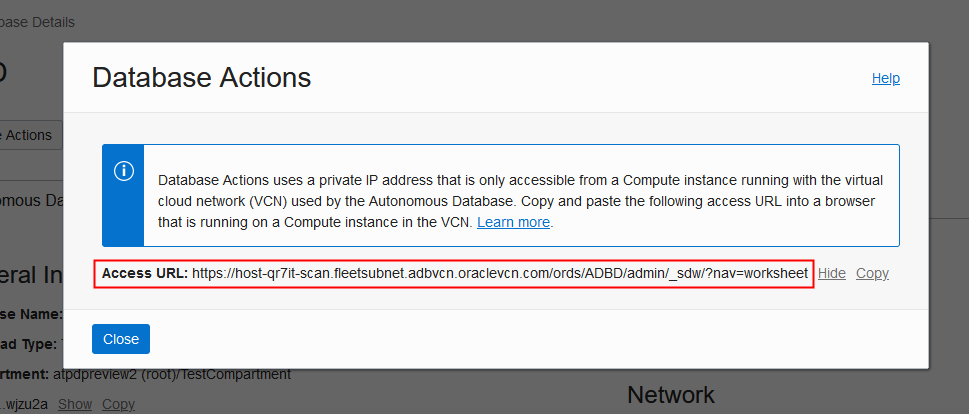 base Details
Database Actions
Help
Actions
Database Actions uses a private IP address that is only accessible from a Compute instance running with the virtual
cloud network (VCN) used by the Autonomous Database. Copy and paste the following access URL into a browser
that is running on a Compute instance in the VCN. Learn more.
nomous Da
Access URL: https://host-qr7it-scan.fleetsubnet.adbvcn.oraclevcn.com/ords/ADBD/admin/_sdw/?nav=worksheet Hide Copy
eral In
se Name:
Close
ad Type:
rtment: atpdpreview2 (root)/TestCompartment
...wjzu2a Show Copy
Network